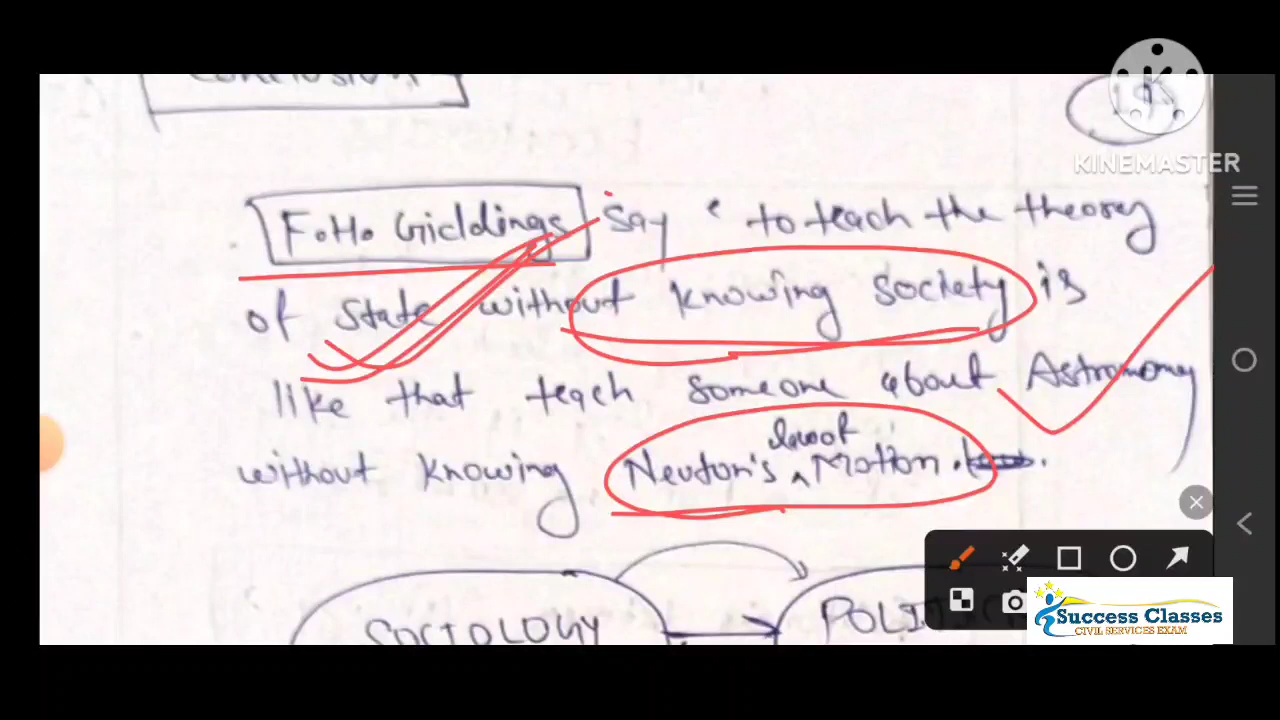 Conclusion
KINEMASTER
F.H. Giddings say ‘ to teach the theory
of state without knowing society is
like that teach someone about Astronomy
without knowing Newton's law of Motion.
SOCIOLOGY
Success Classes
CIVIL SERVICES EXAM